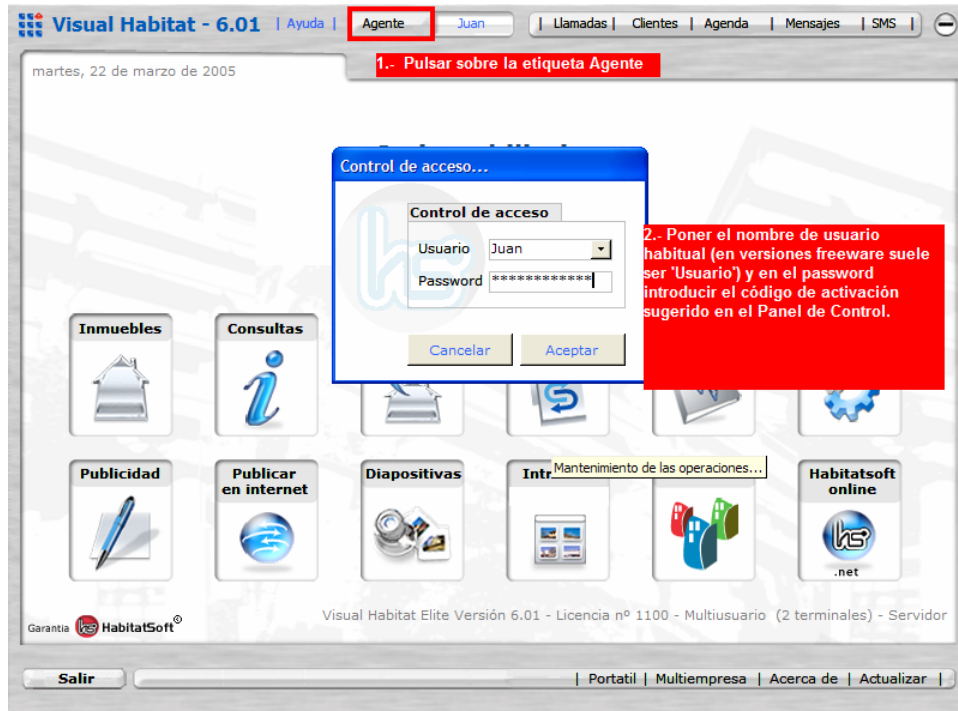 Visual Habitat - 6.01 | Ayuda | Agente Juan | Llamadas | Clientes | Agenda | Mensajes | SMS |
martes, 22 de marzo de 2005
1.- Pulsar sobre la etiqueta Agente
Control de acceso...
Control de acceso
Usuario Juan
Password ************
Cancelar Aceptar
2.- Poner el nombre de usuario
habitual (en versiones freeware suele
ser 'Usuario') y en el password
introducir el código de activación
sugerido en el Panel de Control.
Inmuebles Consultas
Publicidad Publicar
en internet
Diapositivas
Mantenimiento de las operaciones...
Habitatsoft
online
hs
.net
Garantia hs HabitatSoft©
Visual Habitat Elite Versión 6.01 - Licencia nº 1100 - Multiusuario (2 terminales) - Servidor
Salir | Portatil | Multiempresa | Acerca de | Actualizar |